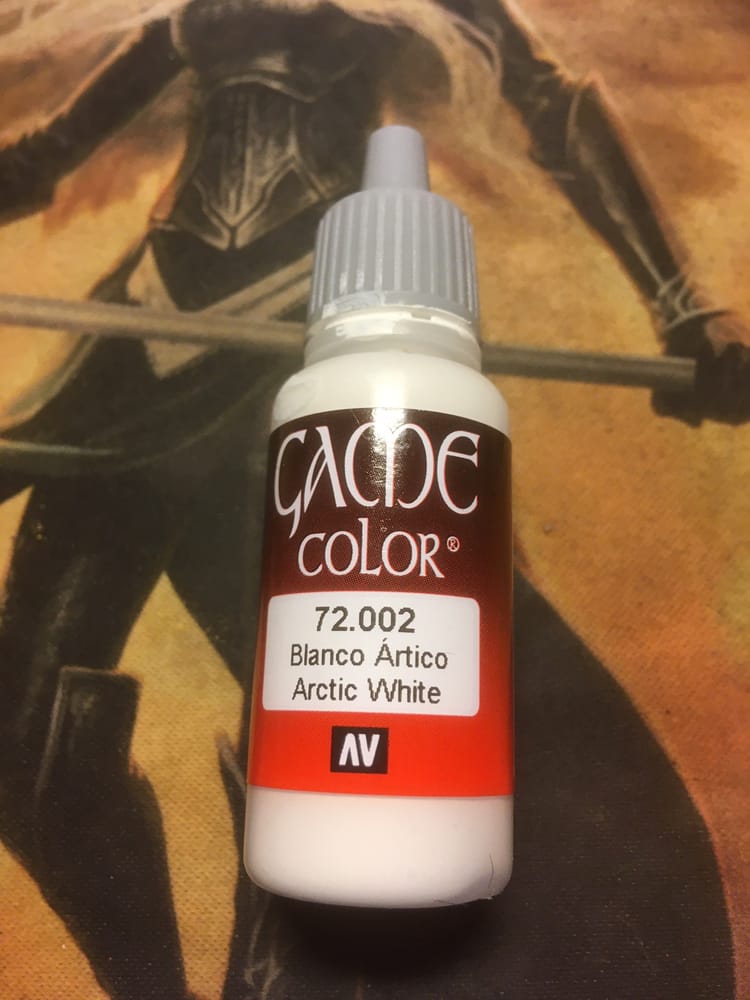 GAME
COLOR®
72.002
Blanco Ártico
Arctic White
AV